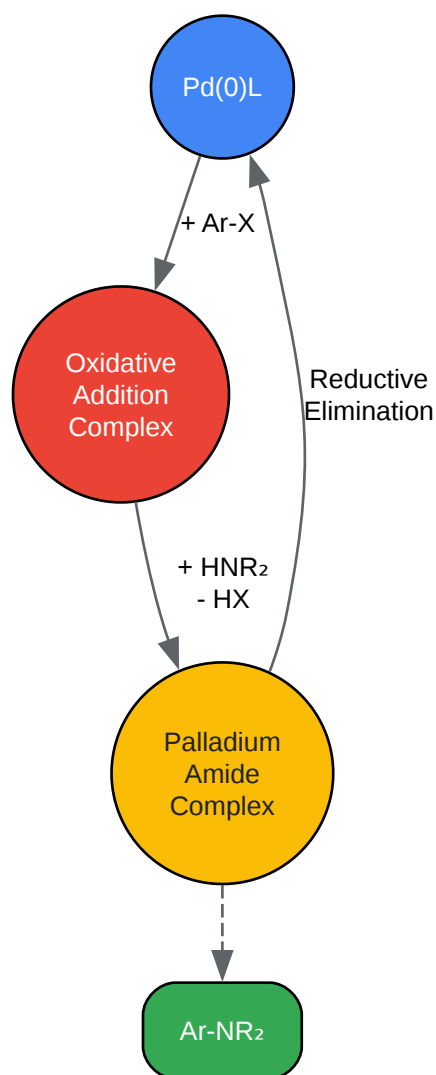 Pd(0)L
+ Ar-X
Oxidative
Addition
Complex
Reductive
Elimination
+ HNR₂
- HX
Palladium
Amide
Complex
Ar-NR₂